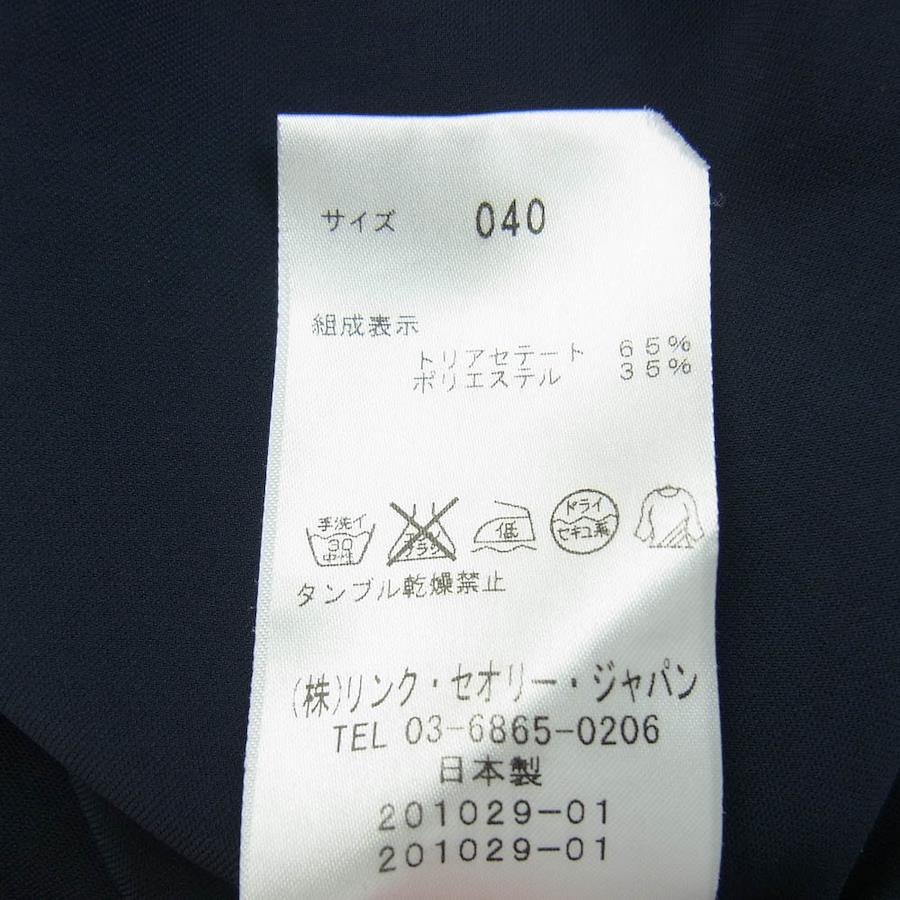 サイズ 040
組成表示
トリアセテート 65%
ポリエステル 35%
手洗イ
30
中性
低
ドライ
セキユ系
タンブル乾燥禁止
(株)リンク・セオリー・ジャパン
TEL 03-6865-0206
日本製
201029-01
201029-01